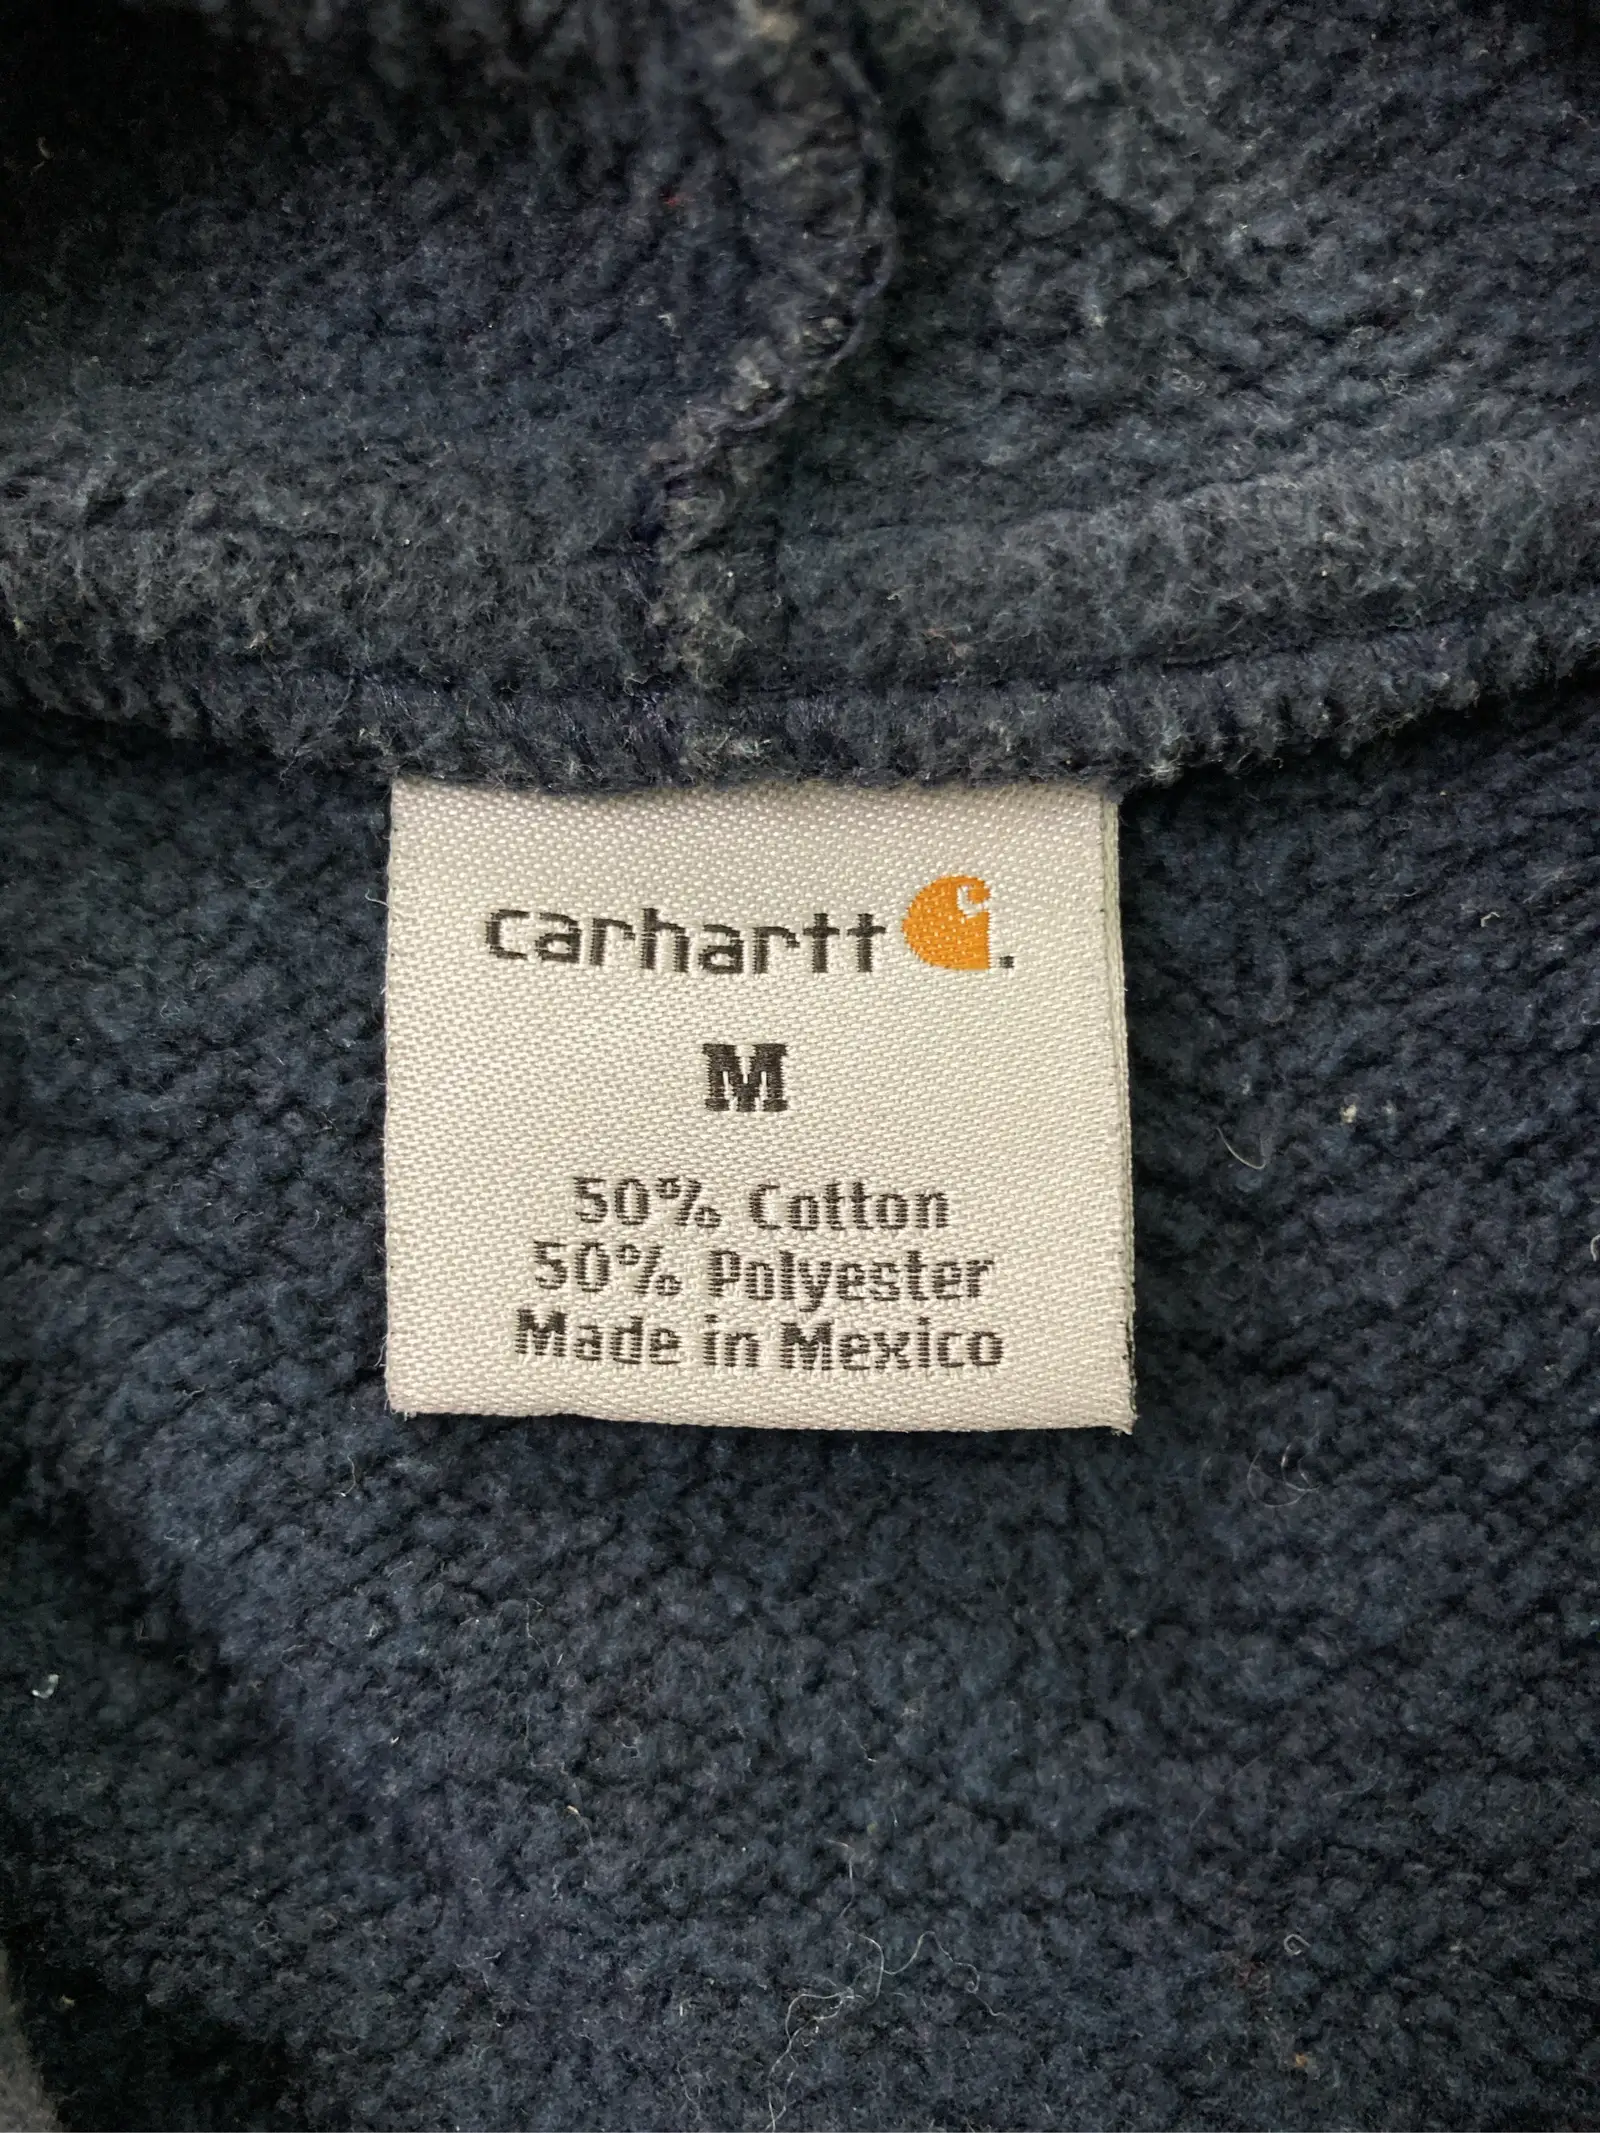 carhartt.
M
50% Cotton
50% Polyester
Made in Mexico